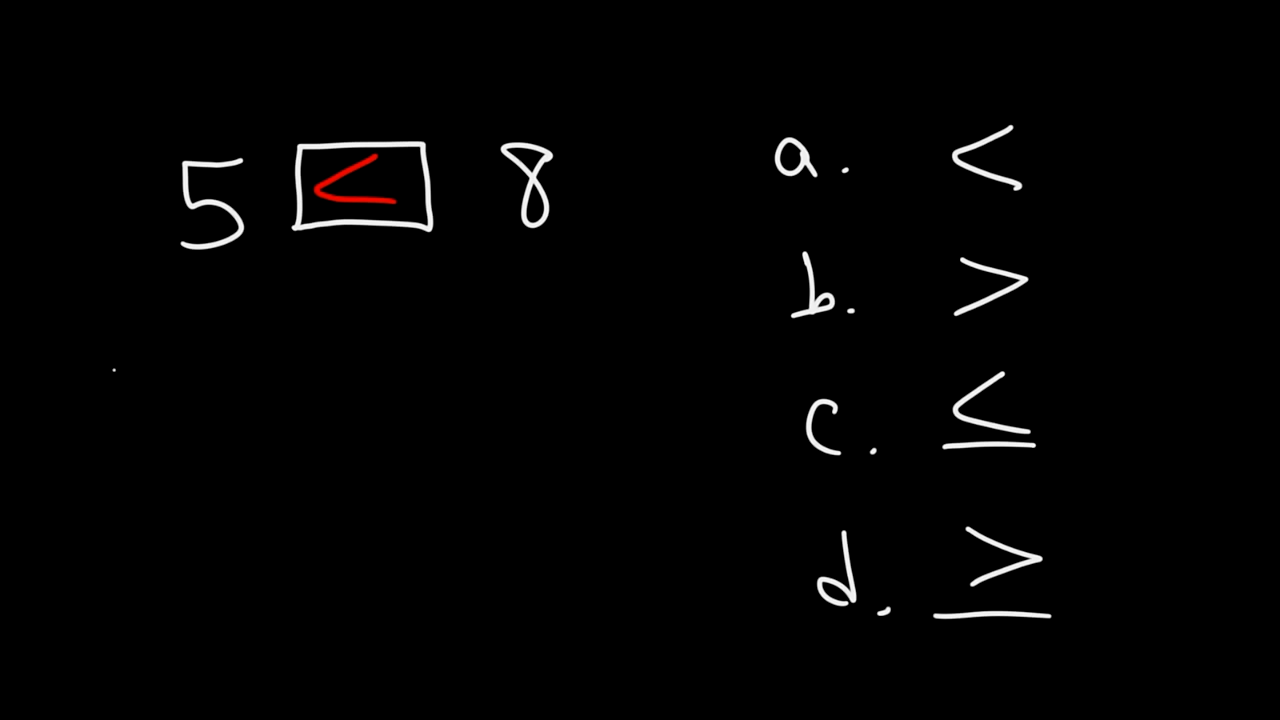 5 < 8
a. <
b. >
c. ≤
d. ≥